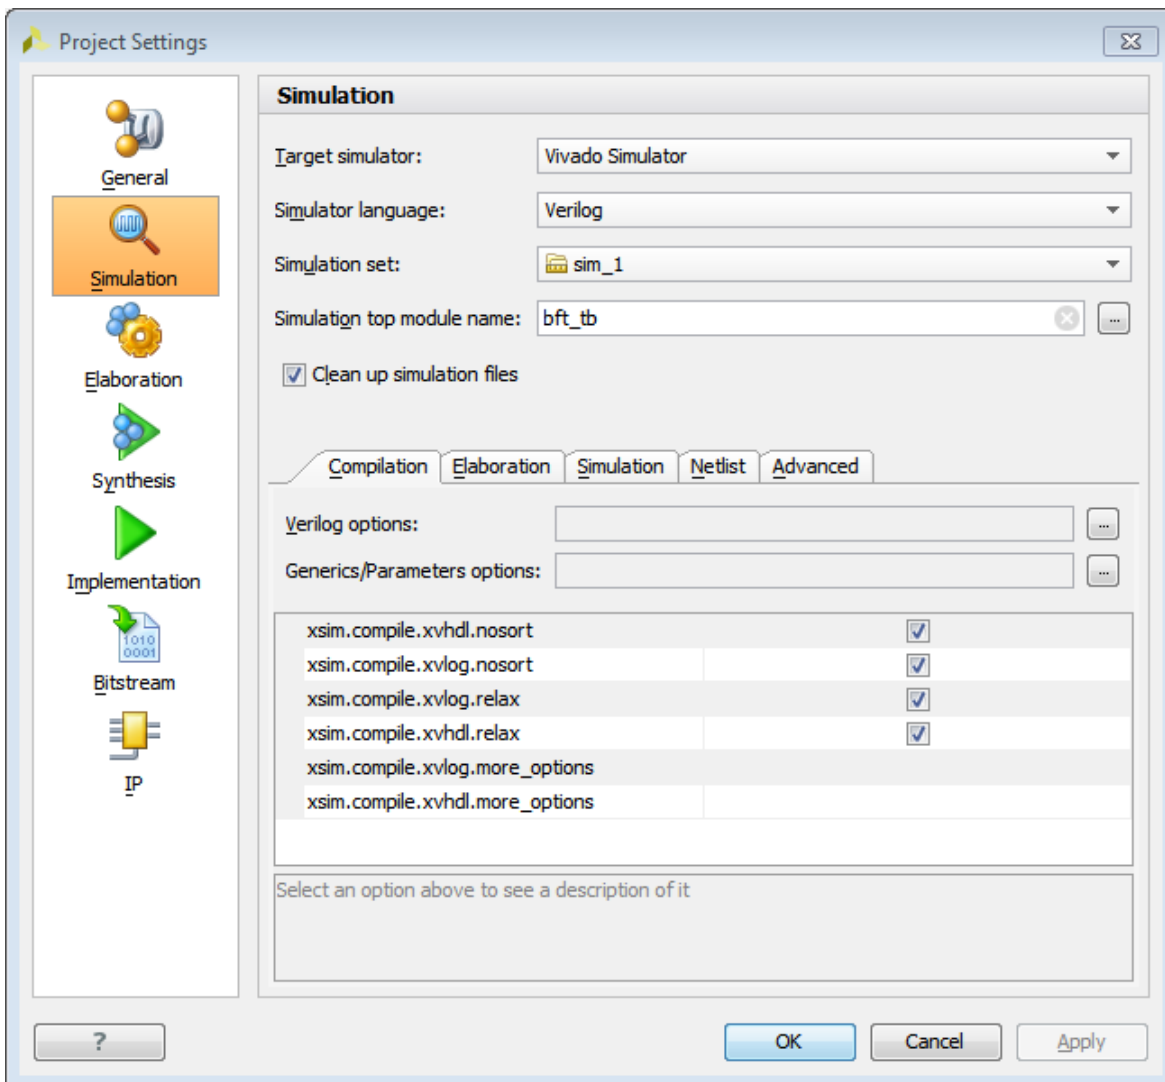 Project Settings
General
Simulation
Elaboration
Synthesis
Implementation
1010
0001
Bitstream
IP
Simulation
Target simulator: Vivado Simulator
Simulator language: Verilog
Simulation set: sim_1
Simulation top module name: bft_tb ...
Clean up simulation files
Compilation Elaboration Simulation Netlist Advanced
Verilog options: ...
Generics/Parameters options: ...
xsim.compile.xvhdl.nosort
xsim.compile.xvlog.nosort
xsim.compile.xvlog.relax
xsim.compile.xvhdl.relax
xsim.compile.xvlog.more_options
xsim.compile.xvhdl.more_options
Select an option above to see a description of it
? OK Cancel Apply